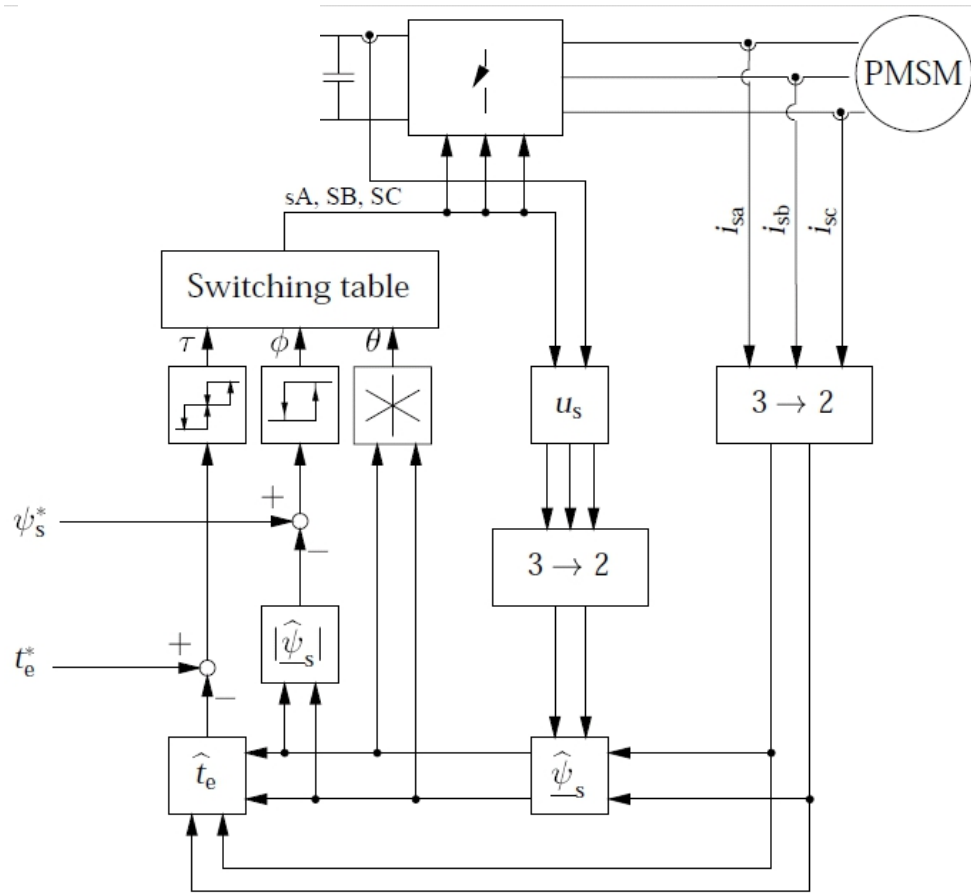 PMSM
sA, SB, SC
i_sa
i_sb
i_sc
Switching table
τ
ϕ
θ
u_s
3 → 2
+
ψ_s^*
−
3 → 2
|ψ̂_s|
+
t_e^*
−
t̂_e
ψ̂_s